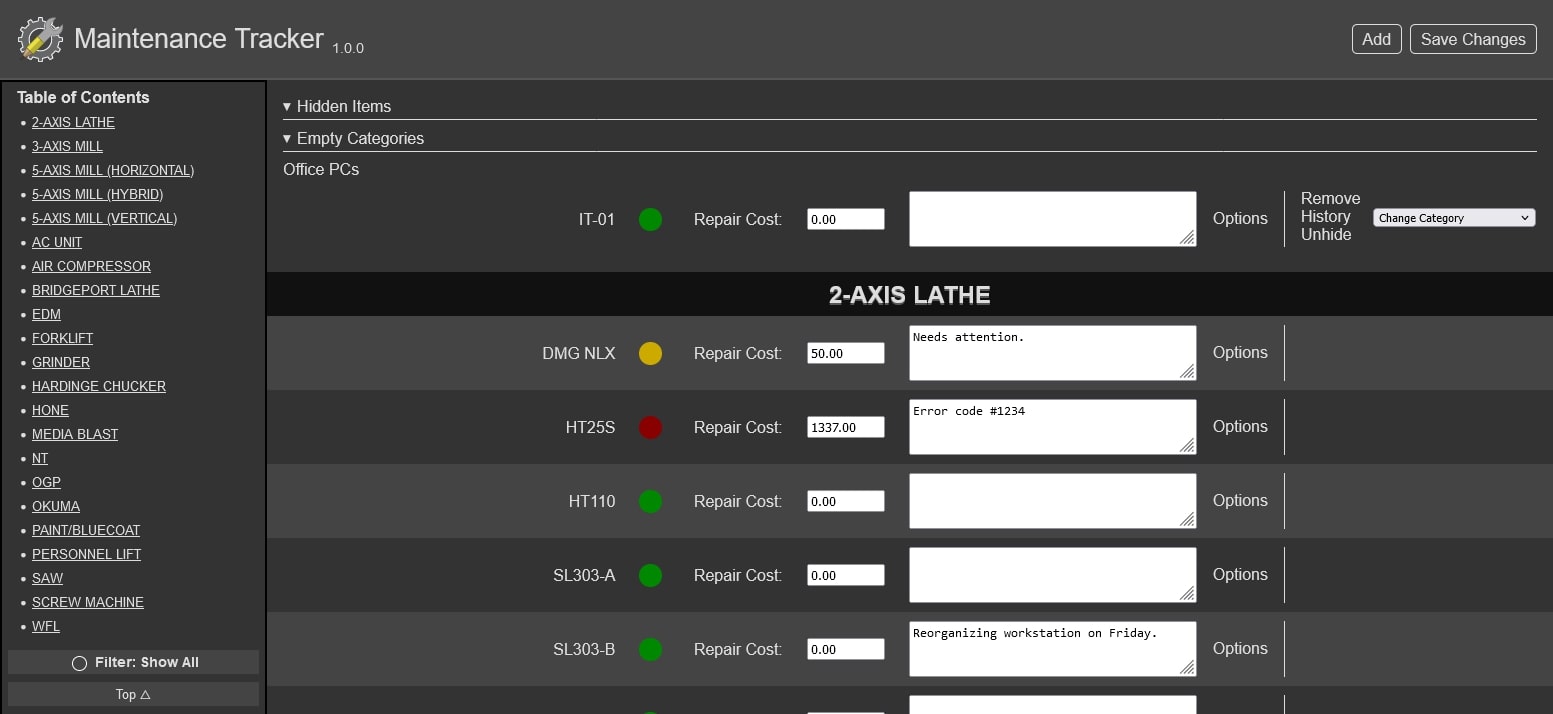 Maintenance Tracker 1.0.0
Add Save Changes
Table of Contents
2-AXIS LATHE
3-AXIS MILL
5-AXIS MILL (HORIZONTAL)
5-AXIS MILL (HYBRID)
5-AXIS MILL (VERTICAL)
AC UNIT
AIR COMPRESSOR
BRIDGEPORT LATHE
EDM
FORKLIFT
GRINDER
HARDINGE CHUCKER
HONE
MEDIA BLAST
NT
OGP
OKUMA
PAINT/BLUECOAT
PERSONNEL LIFT
SAW
SCREW MACHINE
WFL
Filter: Show All
Top △
▾ Hidden Items
▾ Empty Categories
Office PCs
IT-01 Repair Cost: 0.00 Options
Remove
History
Unhide
Change Category
2-AXIS LATHE
DMG NLX Repair Cost: 50.00 Needs attention. Options
HT25S Repair Cost: 1337.00 Error code #1234 Options
HT110 Repair Cost: 0.00 Options
SL303-A Repair Cost: 0.00 Options
SL303-B Repair Cost: 0.00 Reorganizing workstation on Friday. Options